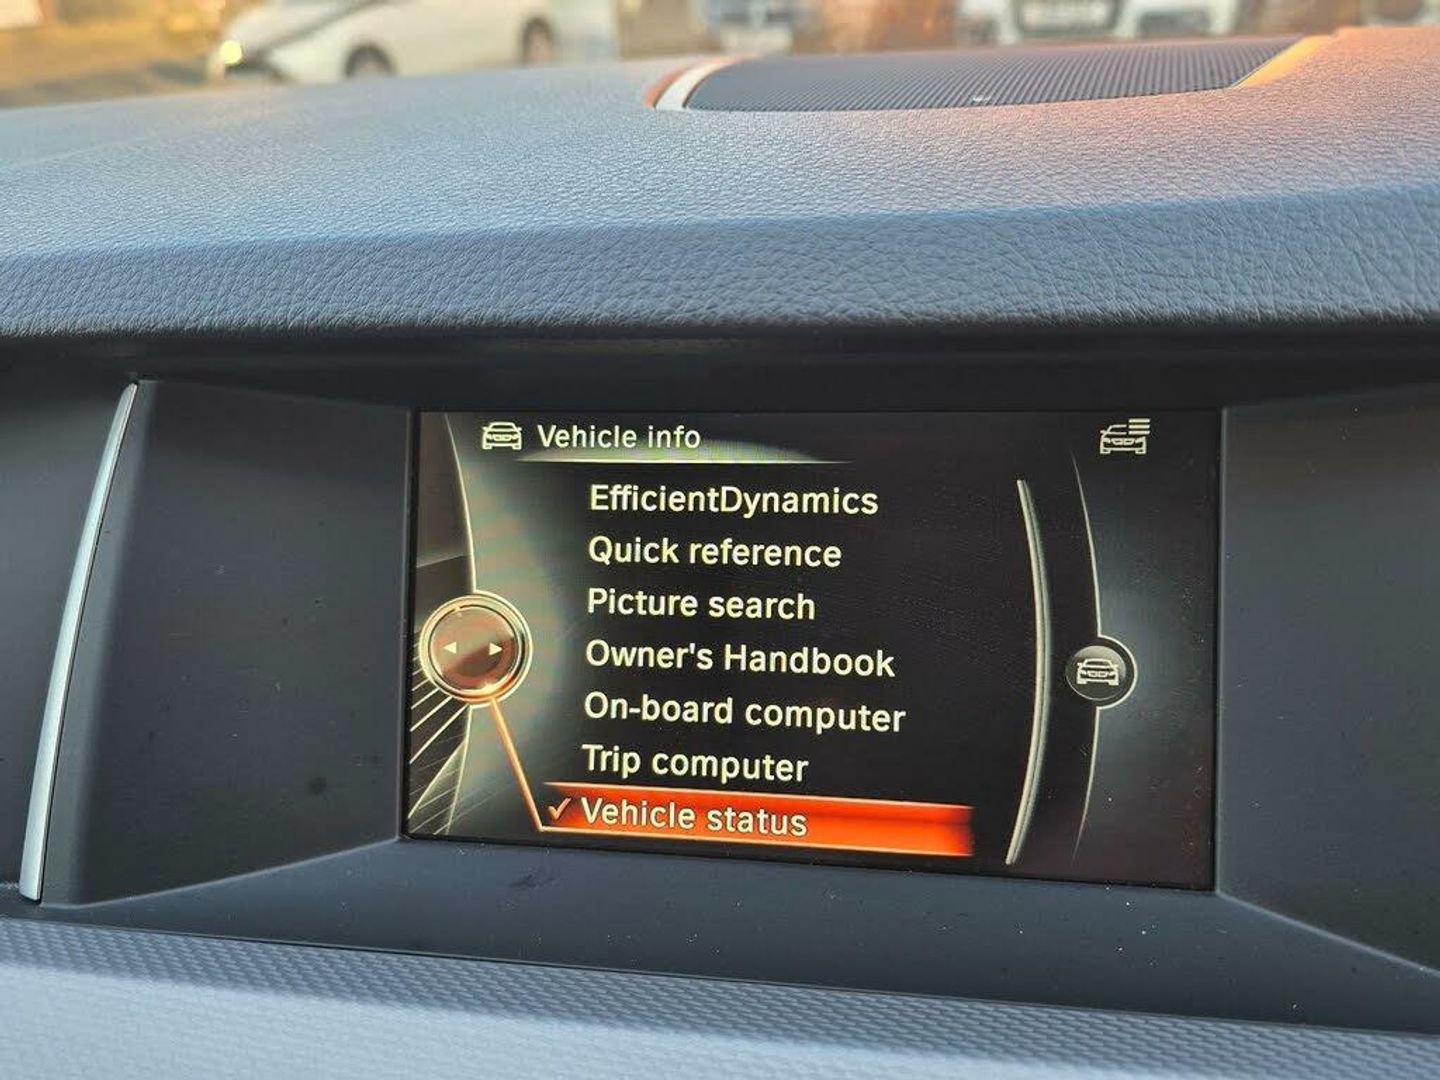 Vehicle info
EfficientDynamics
Quick reference
Picture search
Owner's Handbook
On-board computer
Trip computer
Vehicle status